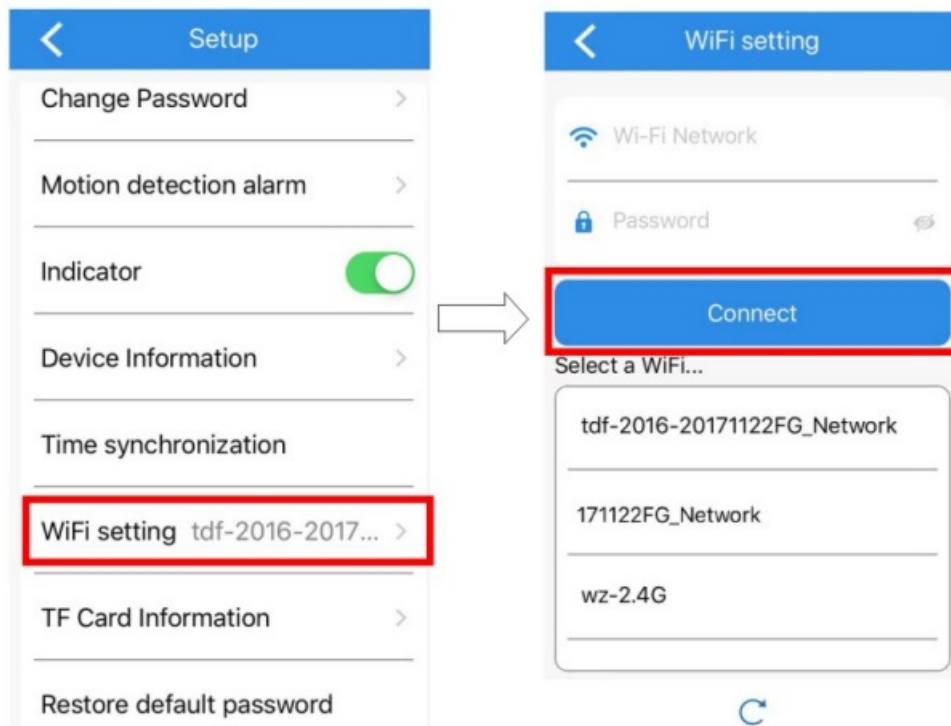 Setup
Change Password
Motion detection alarm
Indicator
Device Information
Time synchronization
WiFi setting tdf-2016-2017...
TF Card Information
Restore default password
WiFi setting
Wi-Fi Network
Password
Connect
Select a WiFi...
tdf-2016-20171122FG_Network
171122FG_Network
wz-2.4G